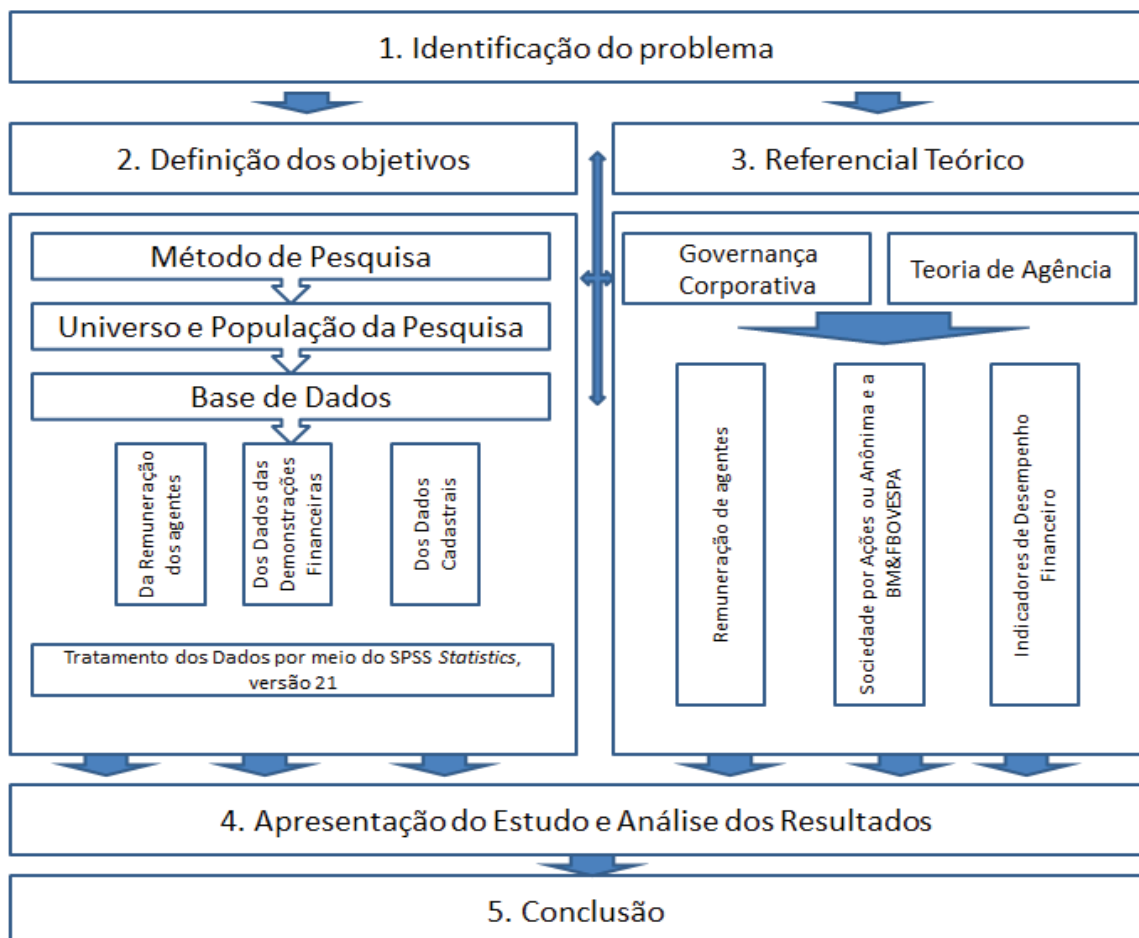 1. Identificação do problema
2. Definição dos objetivos
Método de Pesquisa
Universo e População da Pesquisa
Base de Dados
Da Remuneração
dos agentes
Dos Dados das
Demonstrações
Financeiras
Dos Dados
Cadastrais
Tratamento dos Dados por meio do SPSS Statistics,
versão 21
3. Referencial Teórico
Governança
Corporativa
Teoria de Agência
Remuneração de agentes
Sociedade por Ações ou Anônima e a
BM&FBOVESPA
Indicadores de Desempenho
Financeiro
4. Apresentação do Estudo e Análise dos Resultados
5. Conclusão